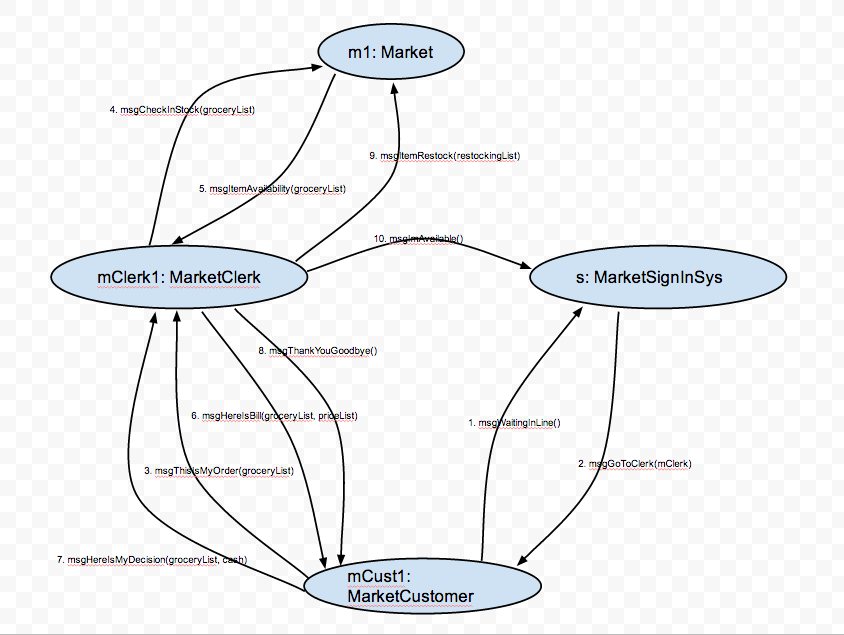 m1: Market
4. msgCheckInStock(groceryList)
9. msgItemRestock(restockingList)
5. msgItemAvailability(groceryList)
10. msgImAvailable()
mClerk1: MarketClerk
s: MarketSignInSys
8. msgThankYouGoodbye()
6. msgHereIsBill(groceryList, priceList)
1. msgWaitingInLine()
3. msgThisIsMyOrder(groceryList)
2. msgGoToClerk(mClerk)
7. msgHereIsMyDecision(groceryList, cash)
mCust1:
MarketCustomer